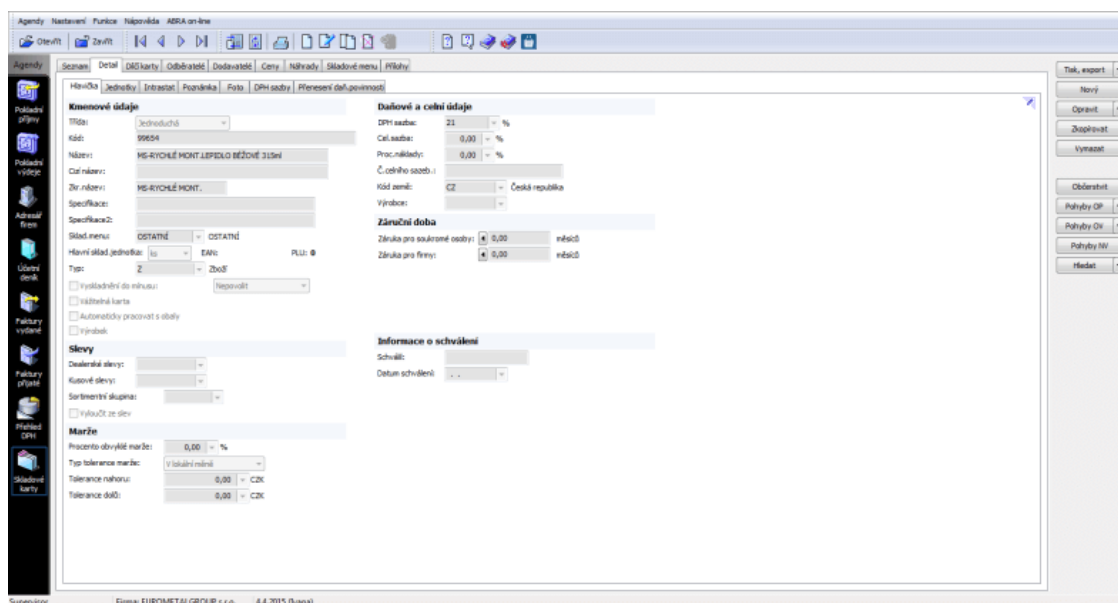 Agendy Nastavení Funkce Nápověda ABRA on-line
Otevřít Zavřít
Agendy
Seznam Detail Dílčí karty Odběratelé Dodavatelé Ceny Náhrady Skladové menu Přílohy
Hlavička Jednotky Intrastat Poznámka Foto DPH sazby Přenesení daň.povinnosti
Pokladní příjmy
Pokladní výdeje
Adresář firem
Účetní deník
Faktury vydané
Faktury přijaté
Přehled DPH
Skladové karty
Kmenové údaje
Třída: Jednoduchá
Kód: 99654
Název: MS-RYCHLÉ MONT.LEPIDLO BÉŽOVÉ 315ml
Cizí název:
Zkr.název: MS-RYCHLÉ MONT.
Specifikace:
Specifikace2:
Sklad.menu: OSTATNÍ OSTATNÍ
Hlavní sklad.jednotka: ks EAN: PLU: 0
Typ: Z Zboží
Vyskladnění do mínusu: Nepovolit
Vážitelná karta
Automaticky pracovat s obaly
Výrobek
Slevy
Dealerské slevy:
Kusové slevy:
Sortimentní skupina:
Vyloučit ze slev
Marže
Procento obvyklé marže: 0,00 %
Typ tolerance marže: V lokální měně
Tolerance nahoru: 0,00 CZK
Tolerance dolů: 0,00 CZK
Daňové a celní údaje
DPH sazba: 21 %
Cel.sazba: 0,00 %
Proc.náklady: 0,00 %
Č.celního sazeb.:
Kód země: CZ Česká republika
Výrobce:
Záruční doba
Záruka pro soukromé osoby: 0,00 měsíců
Záruka pro firmy: 0,00 měsíců
Informace o schválení
Schválil:
Datum schválení: . .
Tisk, export
Nový
Opravit
Zkopírovat
Vymazat
Občerstvit
Pohyby OP
Pohyby OV
Pohyby NV
Hledat
Supervisor Firma: EUROMETALGROUP s.r.o. 4.4.2015 (Ivana)